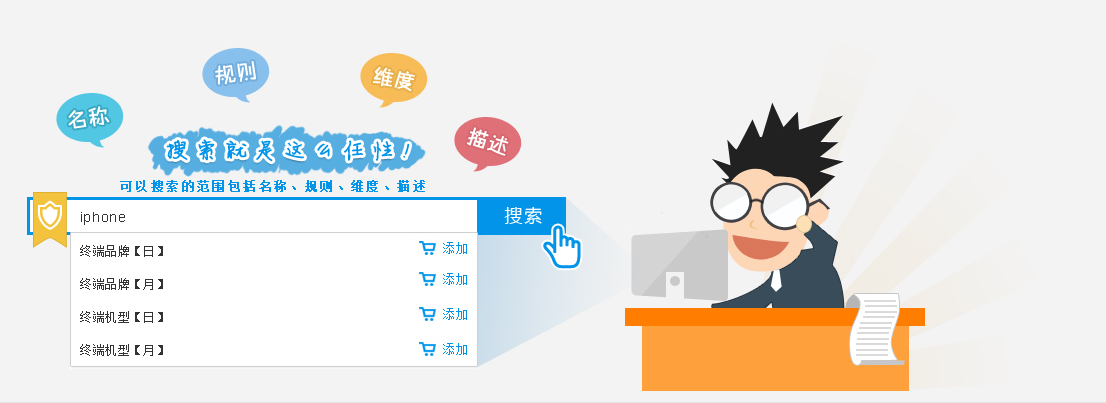 规则
维度
名称
描述
搜索就是这么任性！
可以搜索的范围包括名称、规则、维度、描述
iphone
搜索
终端品牌【日】 添加
终端品牌【月】 添加
终端机型【日】 添加
终端机型【月】 添加